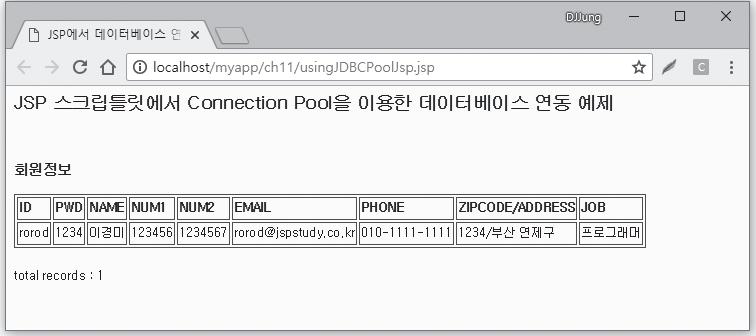 DJJung
JSP에서 데이터베이스 연
localhost/myapp/ch11/usingJDBCPoolJsp.jsp
JSP 스크립틀릿에서 Connection Pool을 이용한 데이터베이스 연동 예제
회원정보
ID PWD NAME NUM1 NUM2 EMAIL PHONE ZIPCODE/ADDRESS JOB
rorod 1234 이경미 123456 1234567 rorod@jspstudy.co.kr 010-1111-1111 1234/부산 연제구 프로그래머
total records : 1